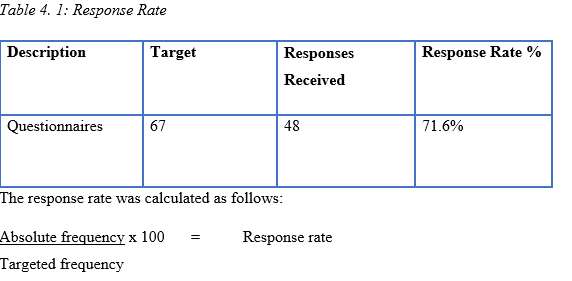 Table 4. 1: Response Rate
Description Target Responses Received Response Rate %
Questionnaires 67 48 71.6%
The response rate was calculated as follows:
Absolute frequency x 100 = Response rate
Targeted frequency